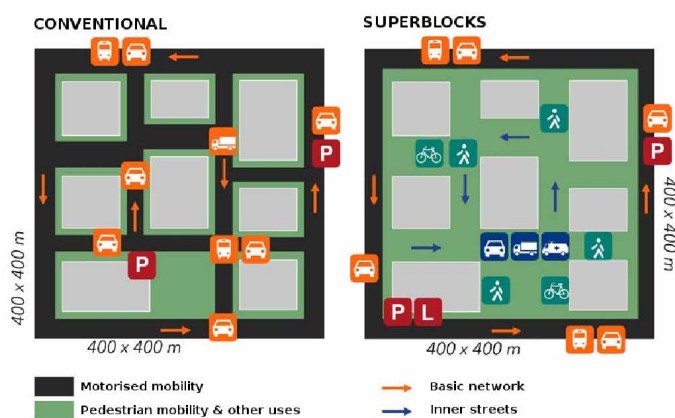 CONVENTIONAL
SUPERBLOCKS
P
P
P
400 x 400 m
400 x 400 m
P L
400 x 400 m
400 x 400 m
Motorised mobility
Basic network
Pedestrian mobility & other uses
Inner streets